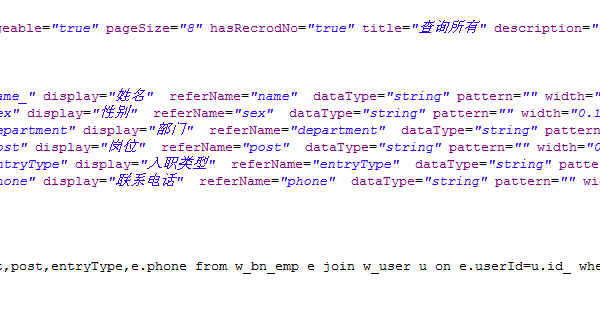 geable="true" pageSize="8" hasRecrodNo="true" title="查询所有" description="
ame_" display="姓名" referName="name" dataType="string" pattern="" width="
ex" display="性别" referName="sex" dataType="string" pattern="" width="0.1
epartment" display="部门" referName="department" dataType="string" pattern
ost" display="岗位" referName="post" dataType="string" pattern="" width="0
ntryType" display="入职类型" referName="entryType" dataType="string" patte
hone" display="联系电话" referName="phone" dataType="string" pattern="" wi
t,post,entryType,e.phone from w_bn_emp e join w_user u on e.userId=u.id_ whe